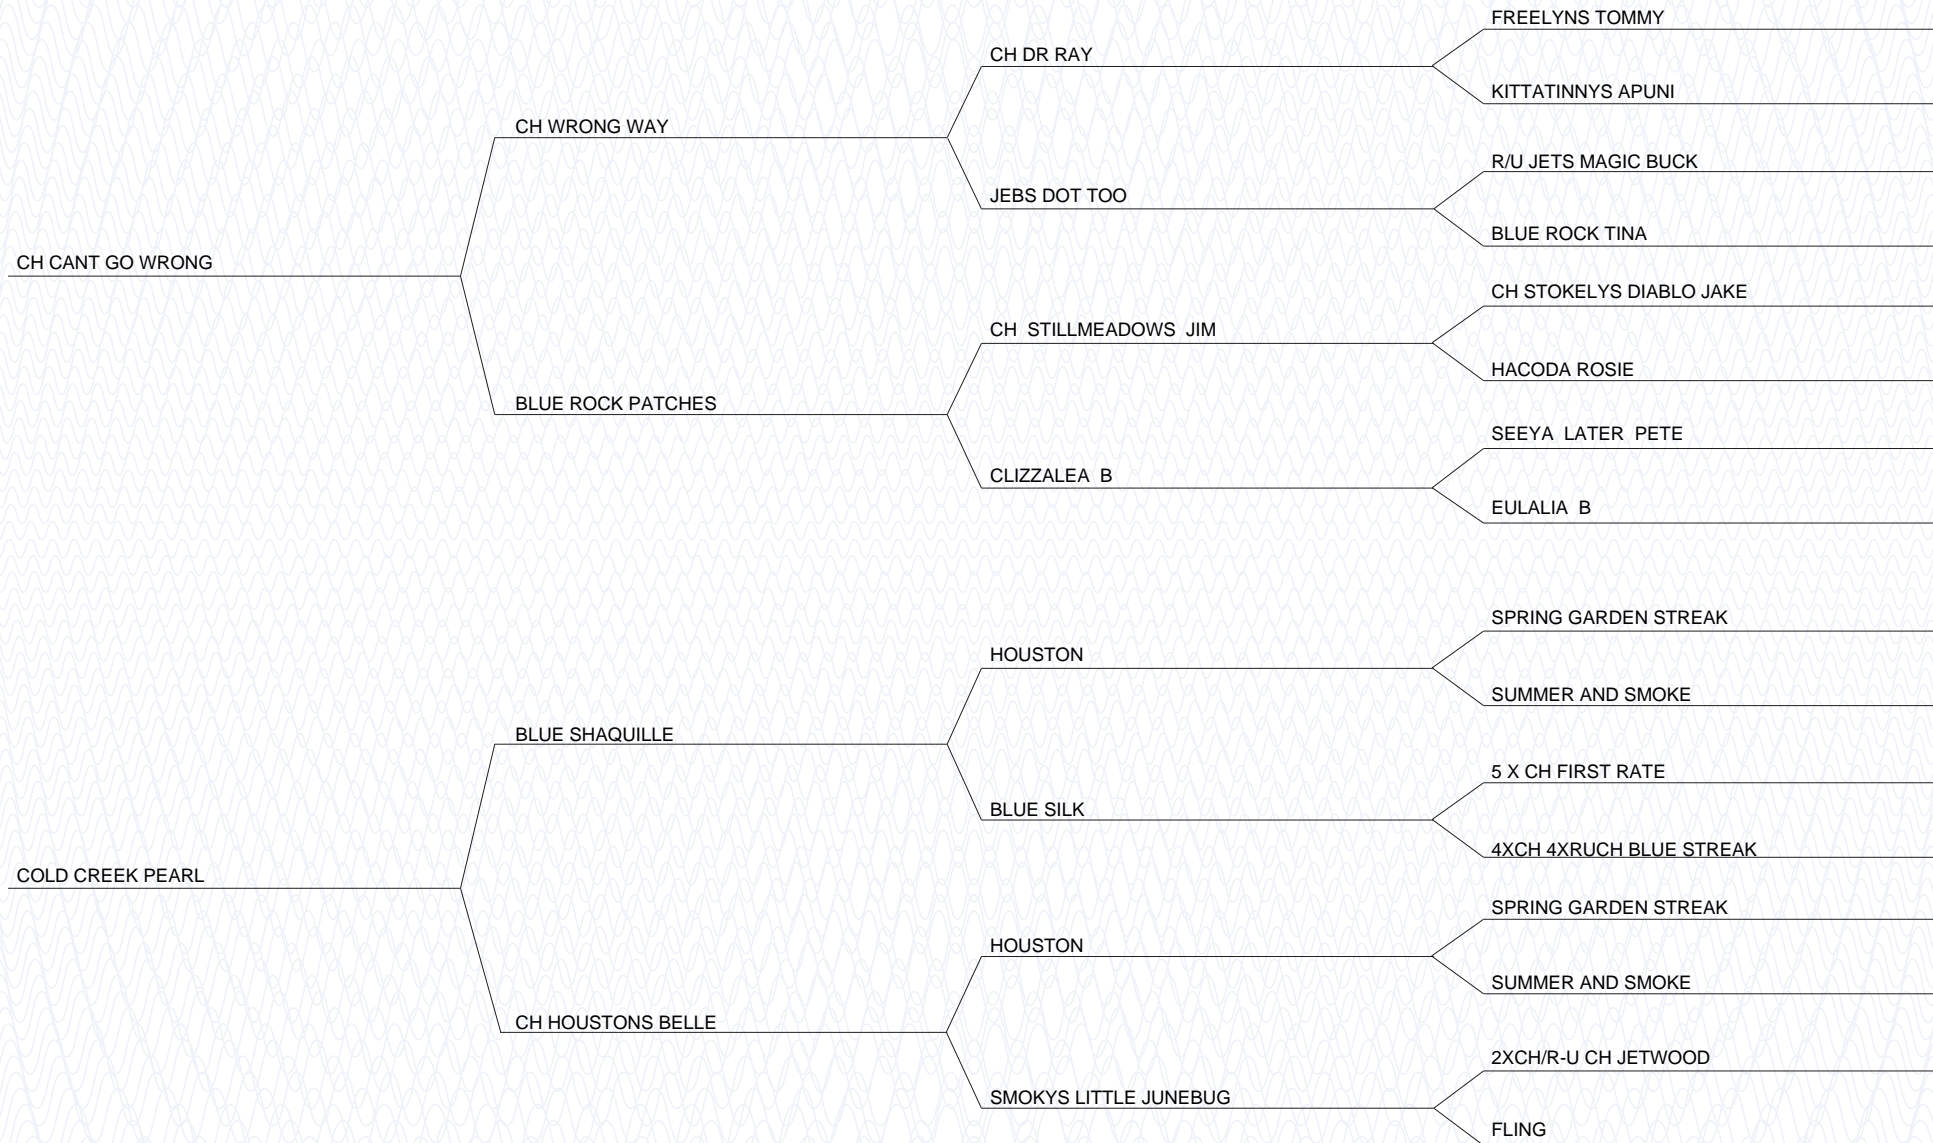 FREELYNS TOMMY
CH DR RAY
KITTATINNYS APUNI
CH WRONG WAY
R/U JETS MAGIC BUCK
JEBS DOT TOO
BLUE ROCK TINA
CH CANT GO WRONG
CH STOKELYS DIABLO JAKE
CH  STILLMEADOWS  JIM
HACODA ROSIE
BLUE ROCK PATCHES
SEEYA  LATER  PETE
CLIZZALEA  B
EULALIA  B
SPRING GARDEN STREAK
HOUSTON
SUMMER AND SMOKE
BLUE SHAQUILLE
5 X CH FIRST RATE
BLUE SILK
4XCH 4XRUCH BLUE STREAK
COLD CREEK PEARL
SPRING GARDEN STREAK
HOUSTON
SUMMER AND SMOKE
CH HOUSTONS BELLE
2XCH/R-U CH JETWOOD
SMOKYS LITTLE JUNEBUG
FLING